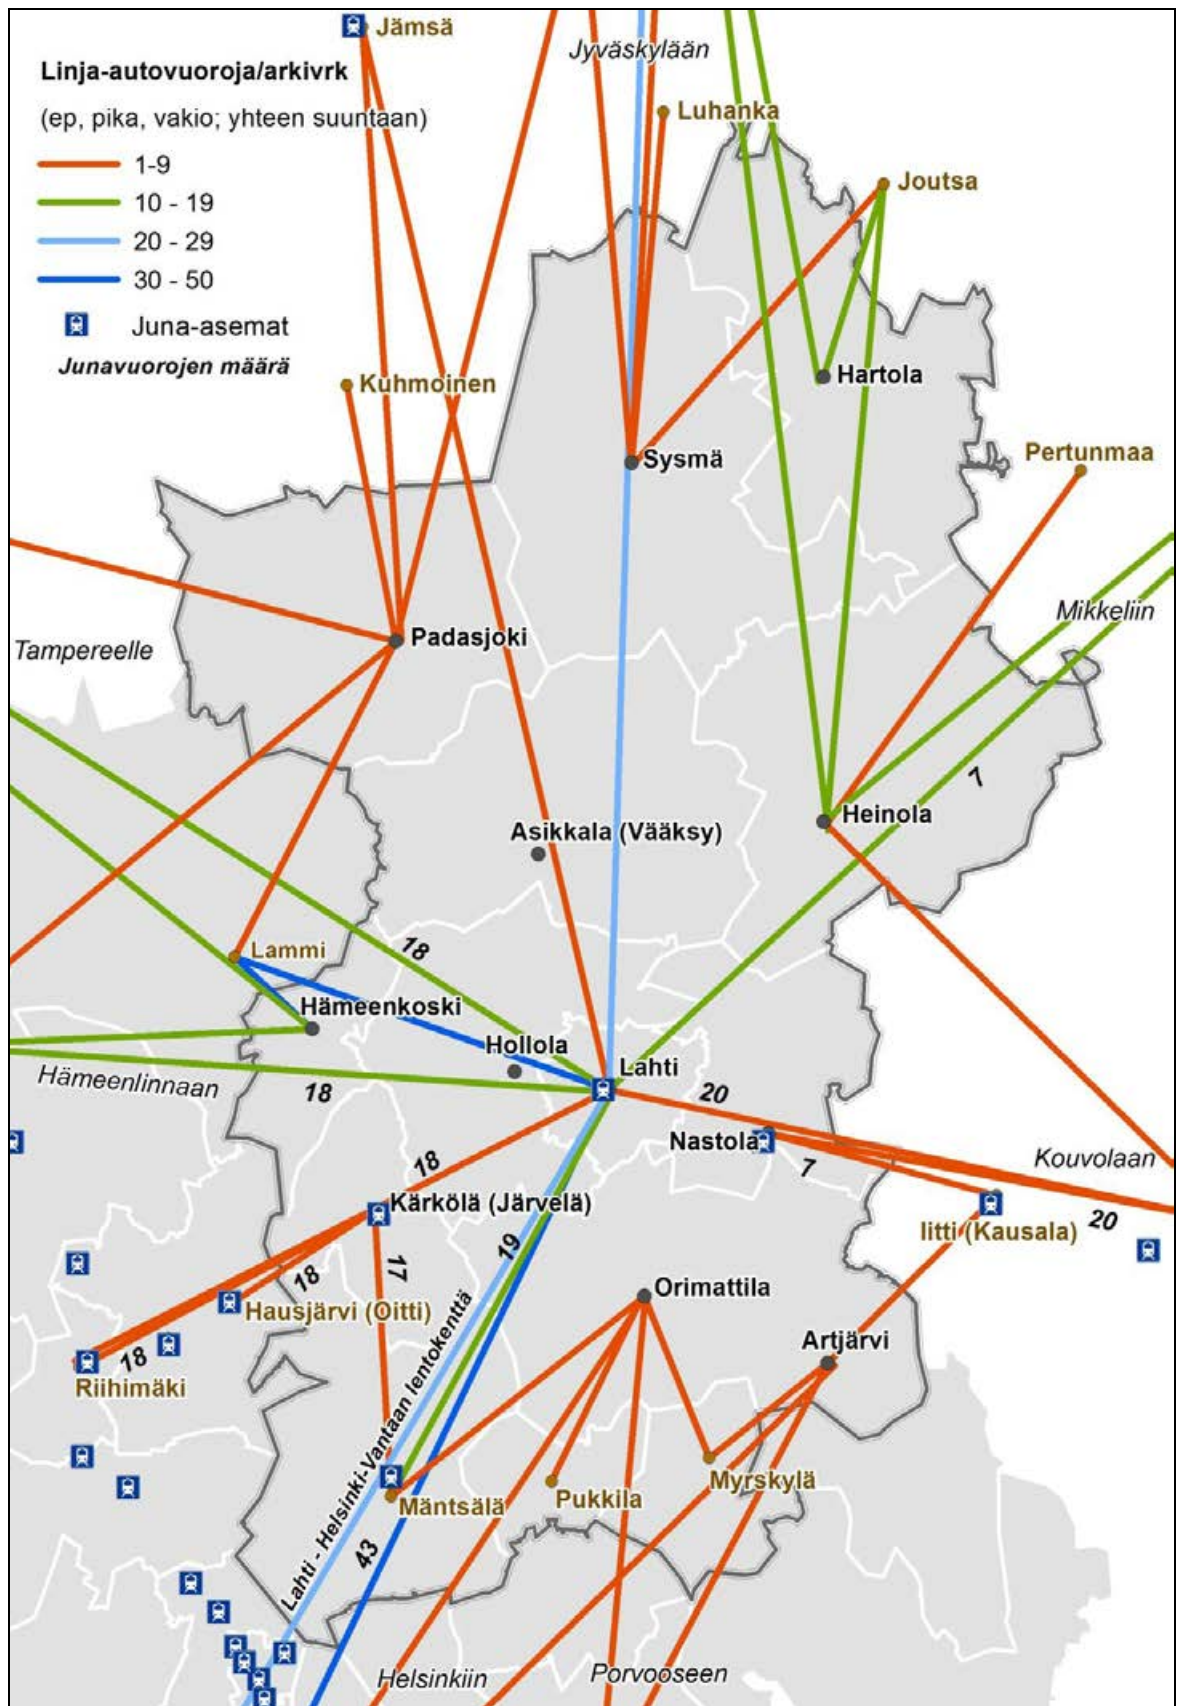 Jämsä
Jyväskylään
Linja-autovuoroja/arkivrk
(ep, pika, vakio; yhteen suuntaan)
Luhanka
1-9
Joutsa
10 - 19
20 - 29
30 - 50
Juna-asemat
Junavuorojen määrä
Kuhmoinen
Hartola
Sysmä
Pertunmaa
Mikkeliin
Padasjoki
Tampereelle
7
Heinola
Asikkala (Vääksy)
18
Lammi
Hämeenkoski
Hollola
Lahti
Hämeenlinnaan
18
20
Nastola
7
Kouvolaan
18
Kärkölä (Järvelä)
20
Iitti (Kausala)
19
17
18
Hausjärvi (Oitti)
Orimattila
Artjärvi
18
Riihimäki
Lahti - Helsinki-Vantaan lentokenttä
Mäntsälä
Pukkila
Myrskylä
43
Helsinkiin
Porvooseen